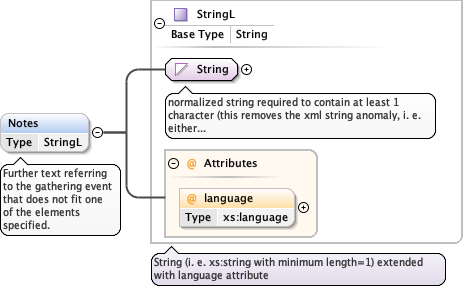 StringL
Base Type String
String
normalized string required to contain at least 1
character (this removes the xml string anomaly, i. e.
either...
Notes
Type StringL
Further text referring
to the gathering event
that does not fit one
of the elements
specified.
@ Attributes
@ language
Type xs:language
String (i. e. xs:string with minimum length=1) extended
with language attribute